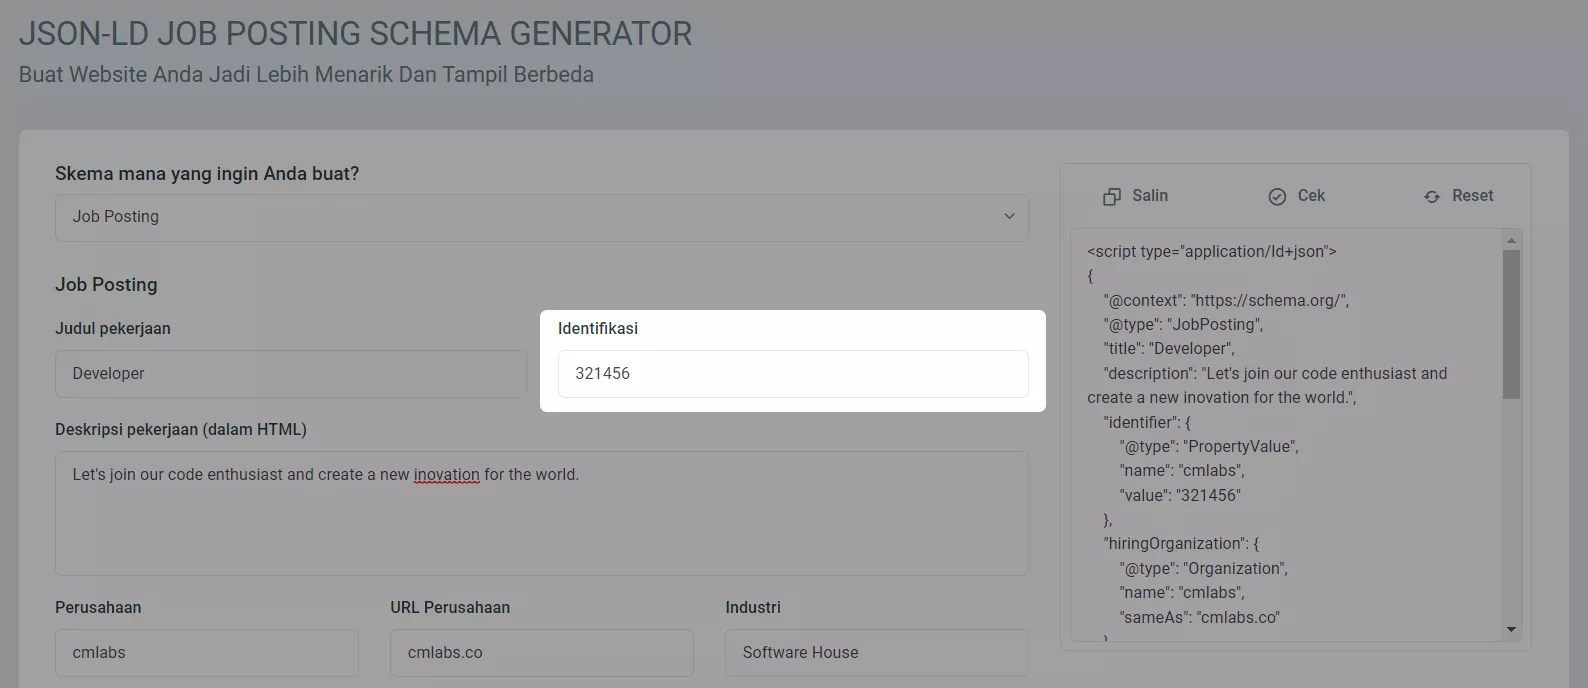 JSON-LD JOB POSTING SCHEMA GENERATOR
Buat Website Anda Jadi Lebih Menarik Dan Tampil Berbeda
Skema mana yang ingin Anda buat?
Job Posting
Job Posting
Judul pekerjaan
Developer
Identifikasi
321456
Deskripsi pekerjaan (dalam HTML)
Let's join our code enthusiast and create a new inovation for the world.
Perusahaan
cmlabs
URL Perusahaan
cmlabs.co
Industri
Software House
Salin
Cek
Reset
<script type="application/ld+json">
{
"@context": "https://schema.org/",
"@type": "JobPosting",
"title": "Developer",
"description": "Let's join our code enthusiast and
create a new inovation for the world.",
"identifier": {
"@type": "PropertyValue",
"name": "cmlabs",
"value": "321456"
},
"hiringOrganization": {
"@type": "Organization",
"name": "cmlabs",
"sameAs": "cmlabs.co"